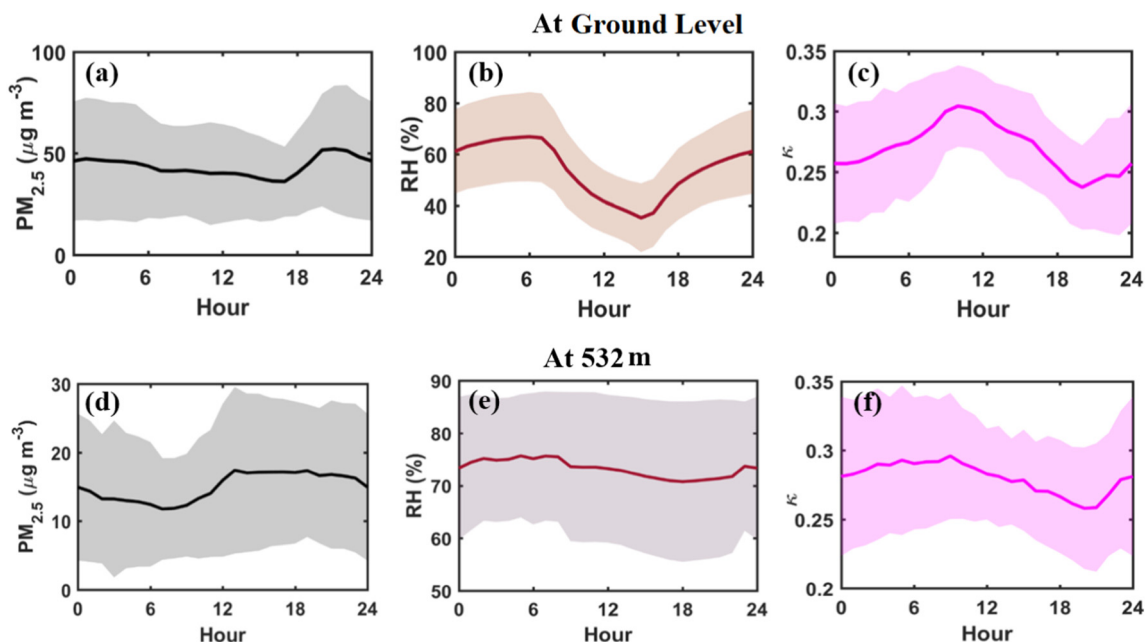 At Ground Level
(a)
PM2.5 (μg m−3)
100
50
0
0 6 12 18 24
Hour
(b)
RH (%)
100
80
60
40
20
0 6 12 18 24
Hour
(c)
κ
0.35
0.3
0.25
0.2
0 6 12 18 24
Hour
At 532 m
(d)
PM2.5 (μg m−3)
30
20
10
0
0 6 12 18 24
Hour
(e)
RH (%)
90
80
70
60
50
0 6 12 18 24
Hour
(f)
κ
0.35
0.3
0.25
0.2
0 6 12 18 24
Hour